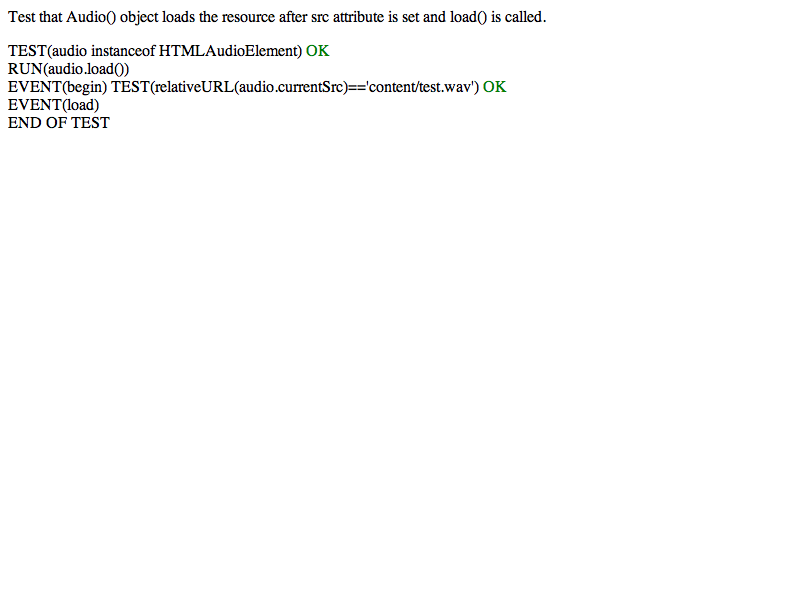 Test that Audio() object loads the resource after src attribute is set and load() is called.
TEST(audio instanceof HTMLAudioElement) OK
RUN(audio.load())
EVENT(begin) TEST(relativeURL(audio.currentSrc)=='content/test.wav') OK
EVENT(load)
END OF TEST